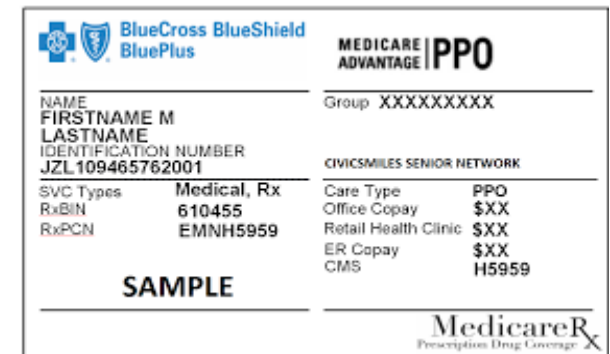 BlueCross BlueShield
BluePlus
MEDICARE
ADVANTAGE
PPO
NAME
FIRSTNAME M
LASTNAME
IDENTIFICATION NUMBER
JZL109465762001
Group XXXXXXXXX
CIVICSMILES SENIOR NETWORK
SVC Types Medical, Rx
RxBIN 610455
RxPCN EMNH5959
Care Type PPO
Office Copay $XX
Retail Health Clinic $XX
ER Copay $XX
CMS H5959
SAMPLE
MedicareRx
Prescription Drug Coverage